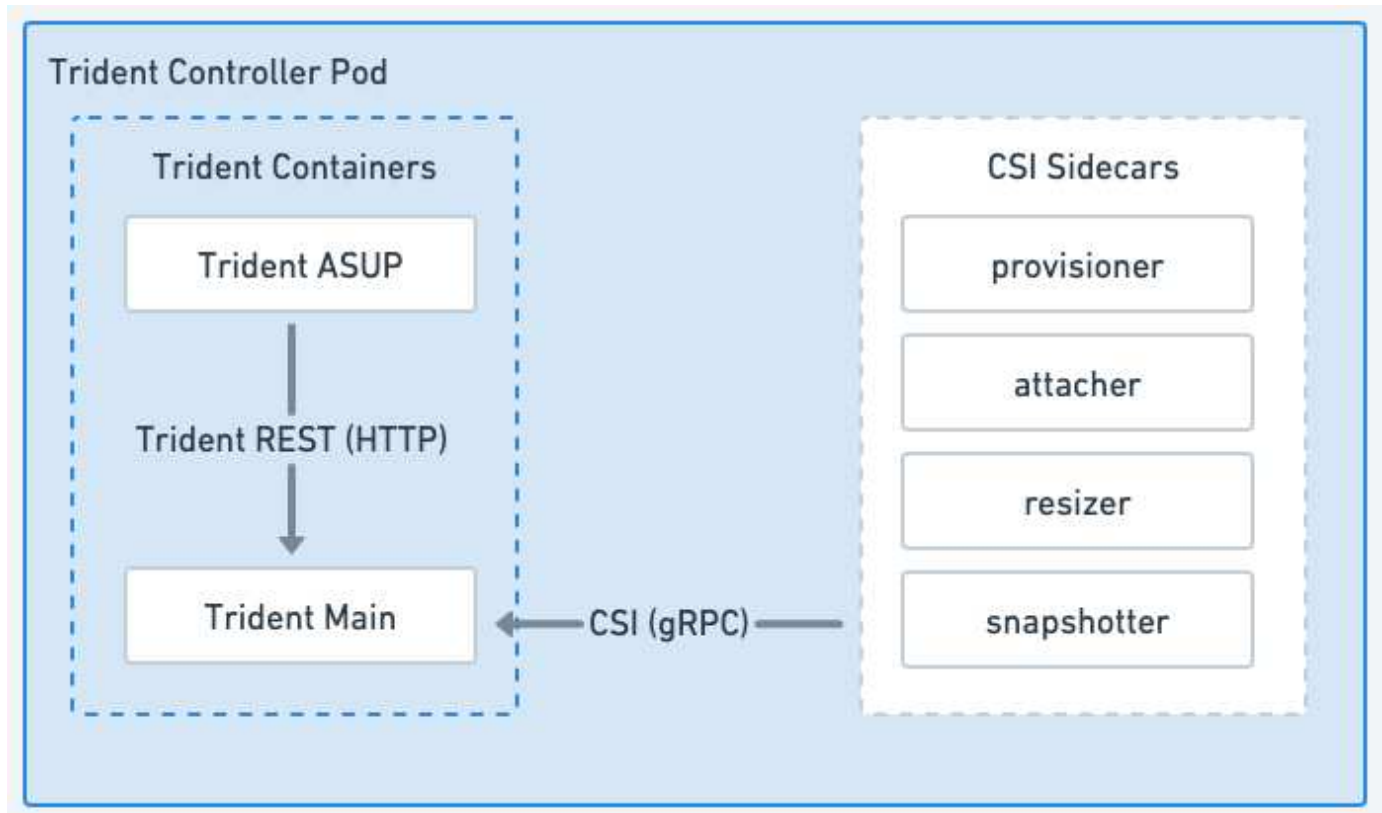 Trident Controller Pod
Trident Containers
Trident ASUP
Trident REST (HTTP)
Trident Main
CSI (gRPC)
CSI Sidecars
provisioner
attacher
resizer
snapshotter